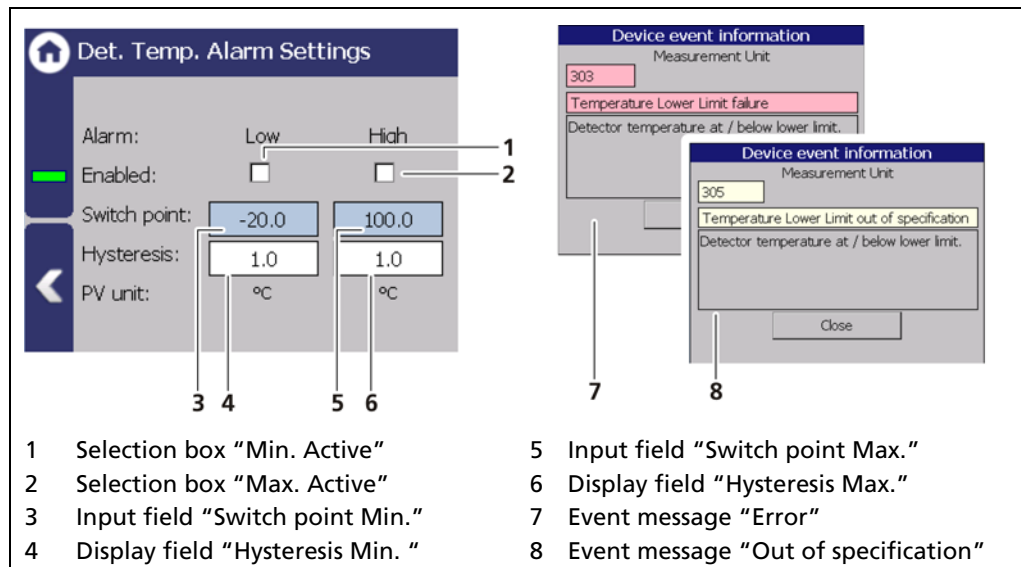 Det. Temp. Alarm Settings
Alarm: Low High
Enabled:
Switch point: -20.0 100.0
Hysteresis: 1.0 1.0
PV unit: °C °C
1
2
3 4 5 6
Device event information
Measurement Unit
303
Temperature Lower Limit failure
Detector temperature at / below lower limit.
Device event information
Measurement Unit
305
Temperature Lower Limit out of specification
Detector temperature at / below lower limit.
Close
7 8
1 Selection box “Min. Active”
2 Selection box “Max. Active”
3 Input field “Switch point Min.”
4 Display field “Hysteresis Min. “
5 Input field “Switch point Max.”
6 Display field “Hysteresis Max.”
7 Event message “Error”
8 Event message “Out of specification”